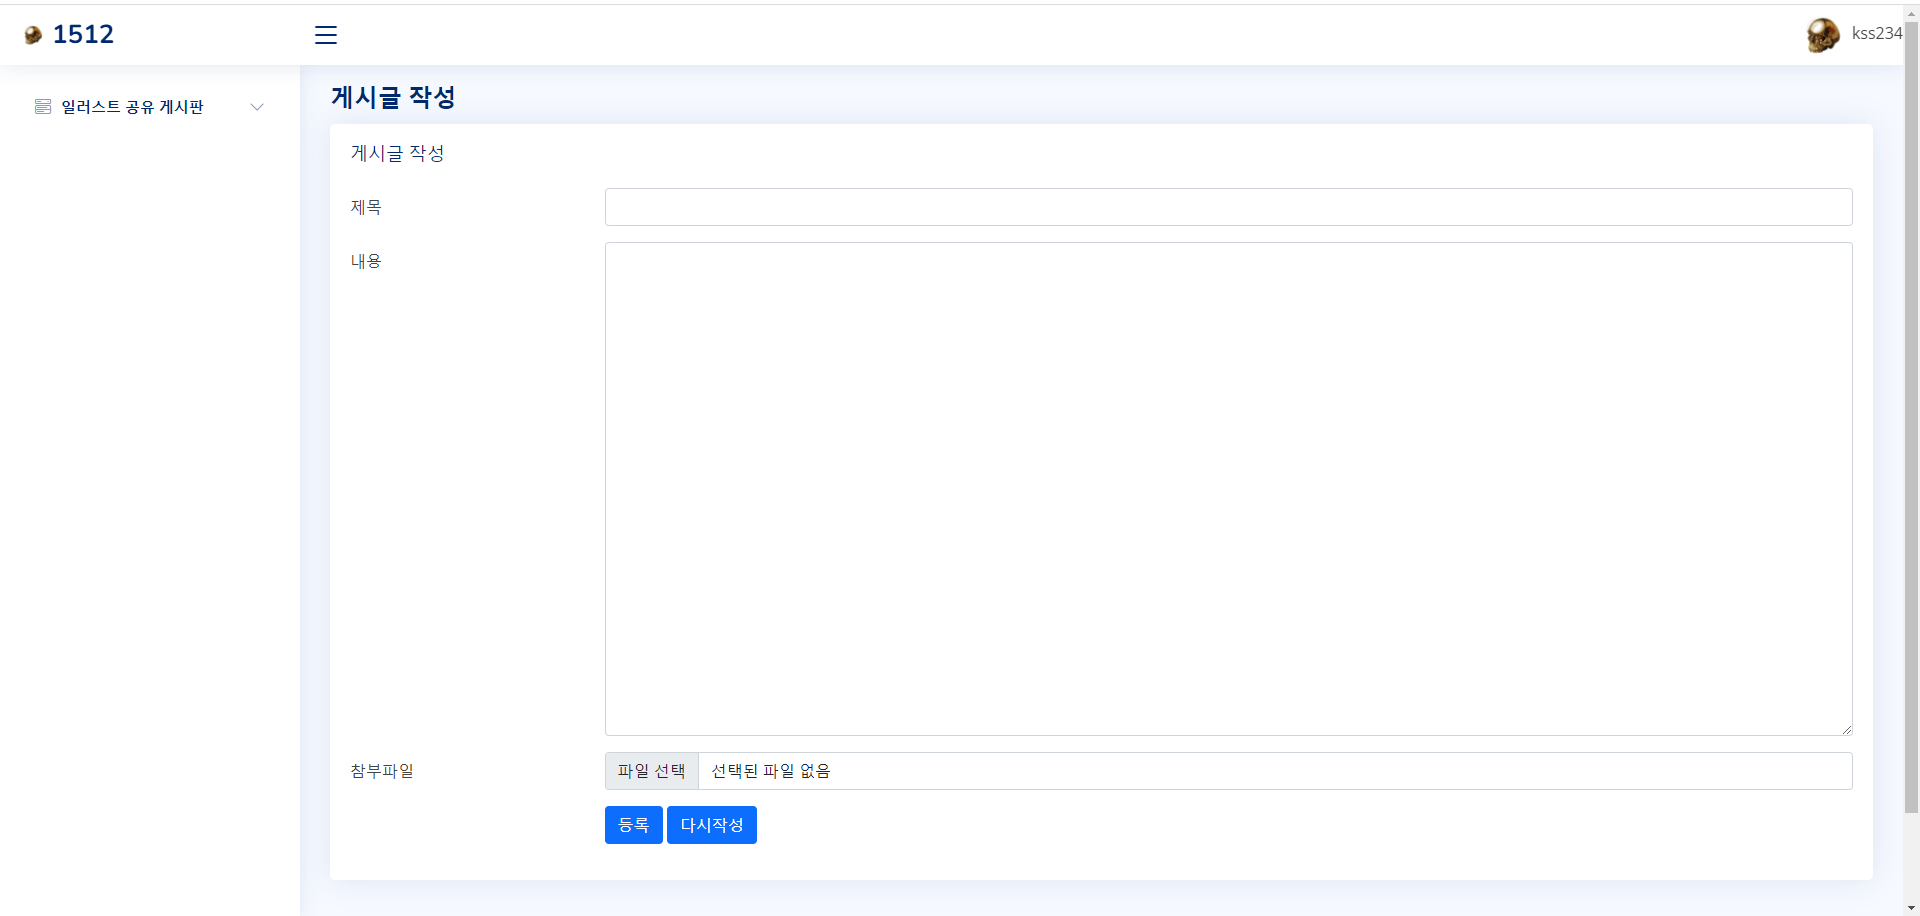 1512
kss234
일러스트 공유 게시판
게시글 작성
게시글 작성
제목
내용
참부파일
파일 선택 선택된 파일 없음
등록 다시작성